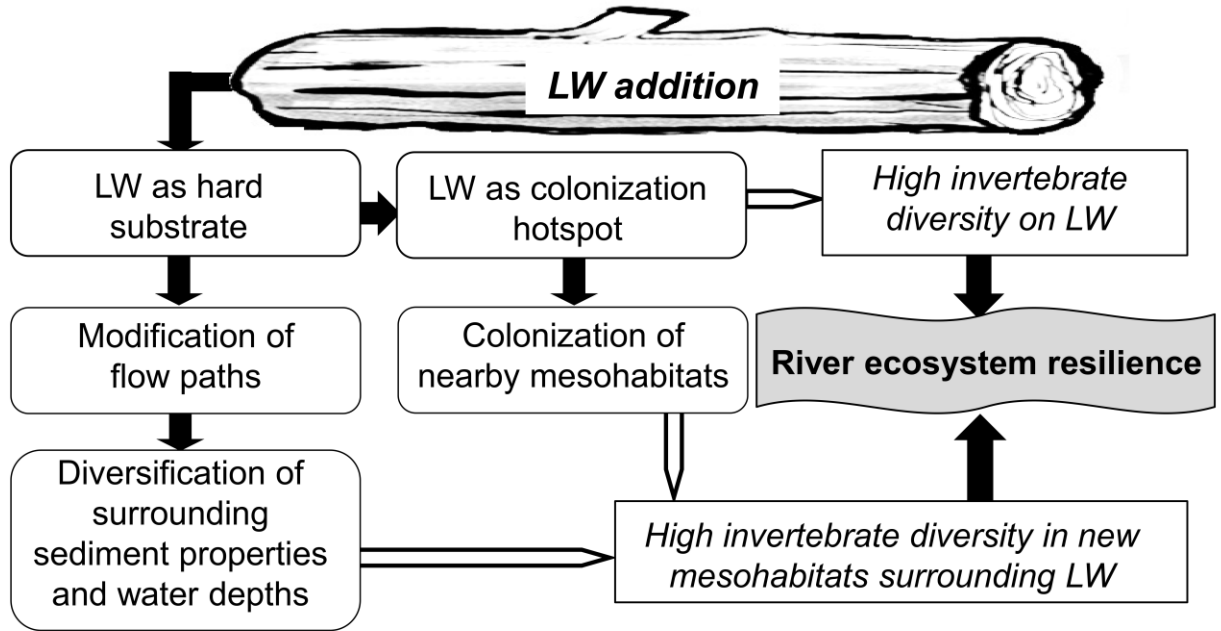 LW addition
LW as hard
substrate
LW as colonization
hotspot
High invertebrate
diversity on LW
Modification of
flow paths
Colonization of
nearby mesohabitats
River ecosystem resilience
Diversification of
surrounding
sediment properties
and water depths
High invertebrate diversity in new
mesohabitats surrounding LW